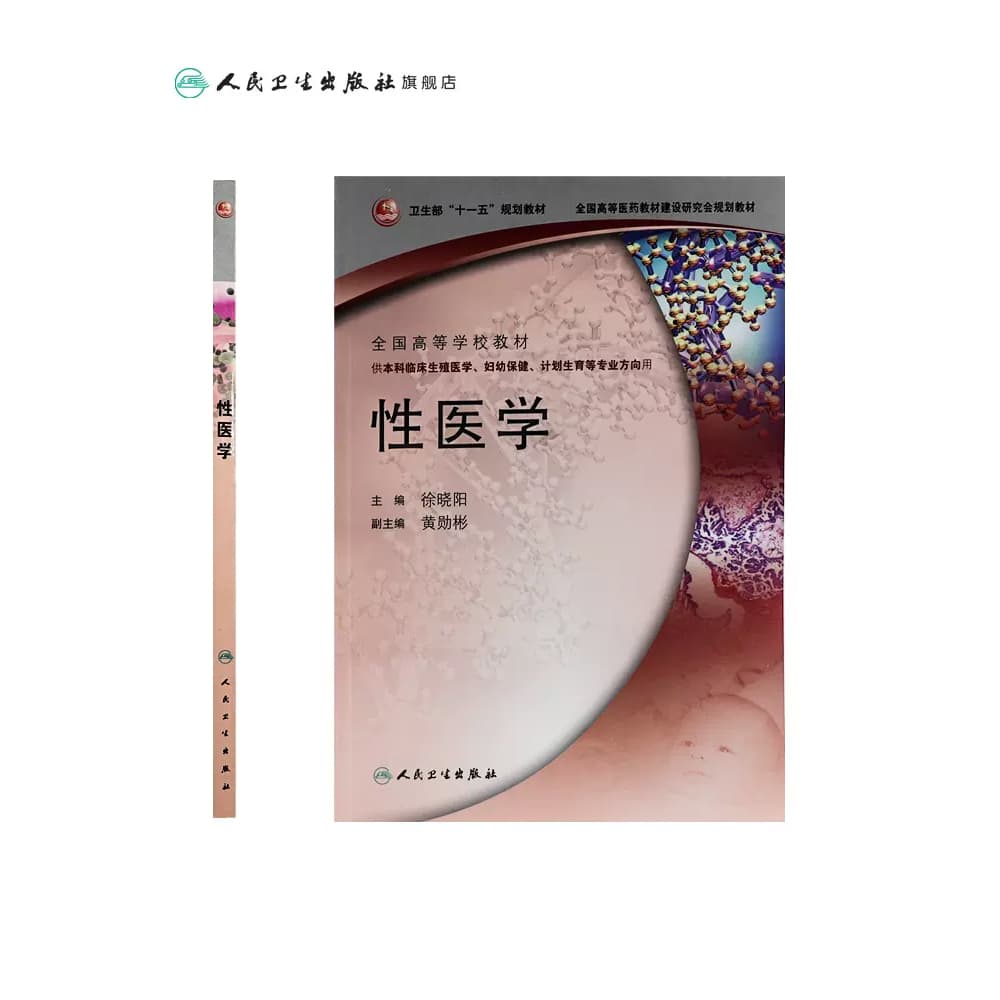 人民卫生出版社 旗舰店
性医学
人民卫生出版社
卫生部“十一五”规划教材 全国高等医药教材建设研究会规划教材
全国高等学校教材
供本科临床生殖医学、妇幼保健、计划生育等专业方向用
性医学
主 编 徐晓阳
副主编 黄勋彬
人民卫生出版社